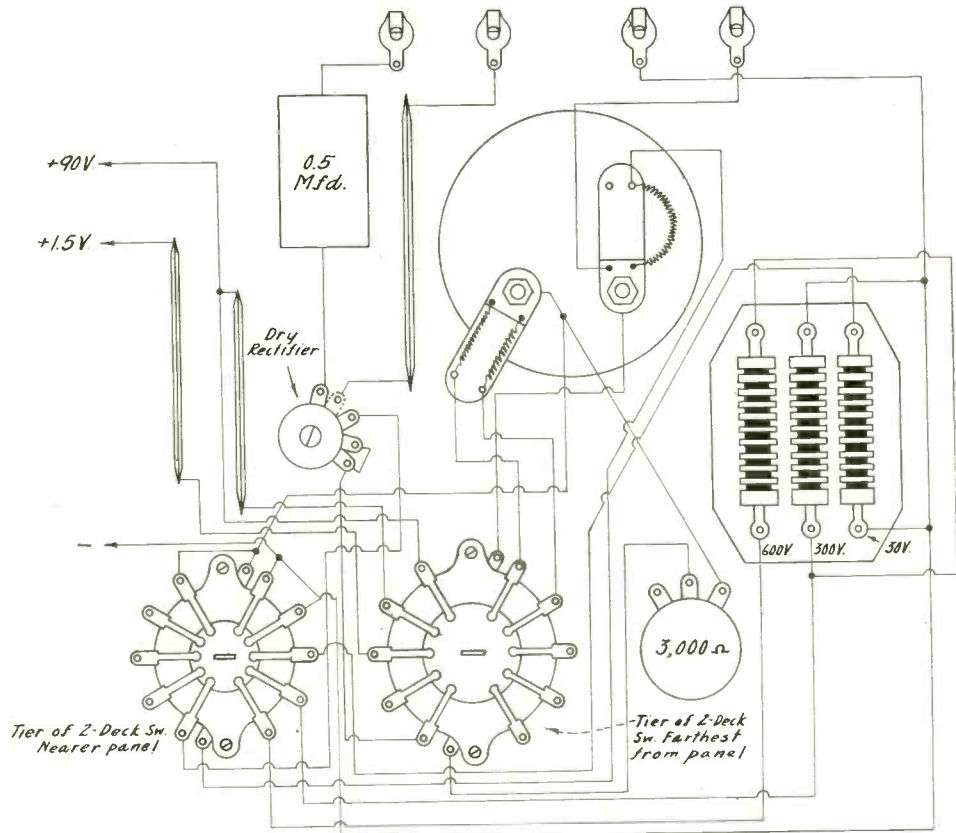 0.5
Mfd.
+90V.
+1.5V.
Dry
Rectifier
—
600V.
300V.
30V.
3,000 Ω
Tier of 2-Deck Sw.
Nearer panel
Tier of 2-Deck
Sw. Farthest
from panel